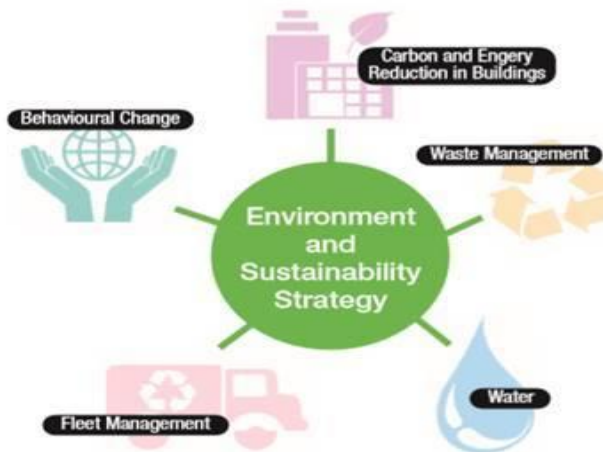 Carbon and Engery
Reduction in Buildings
Behavioural Change
Waste Management
Environment
and
Sustainability
Strategy
Water
Fleet Management